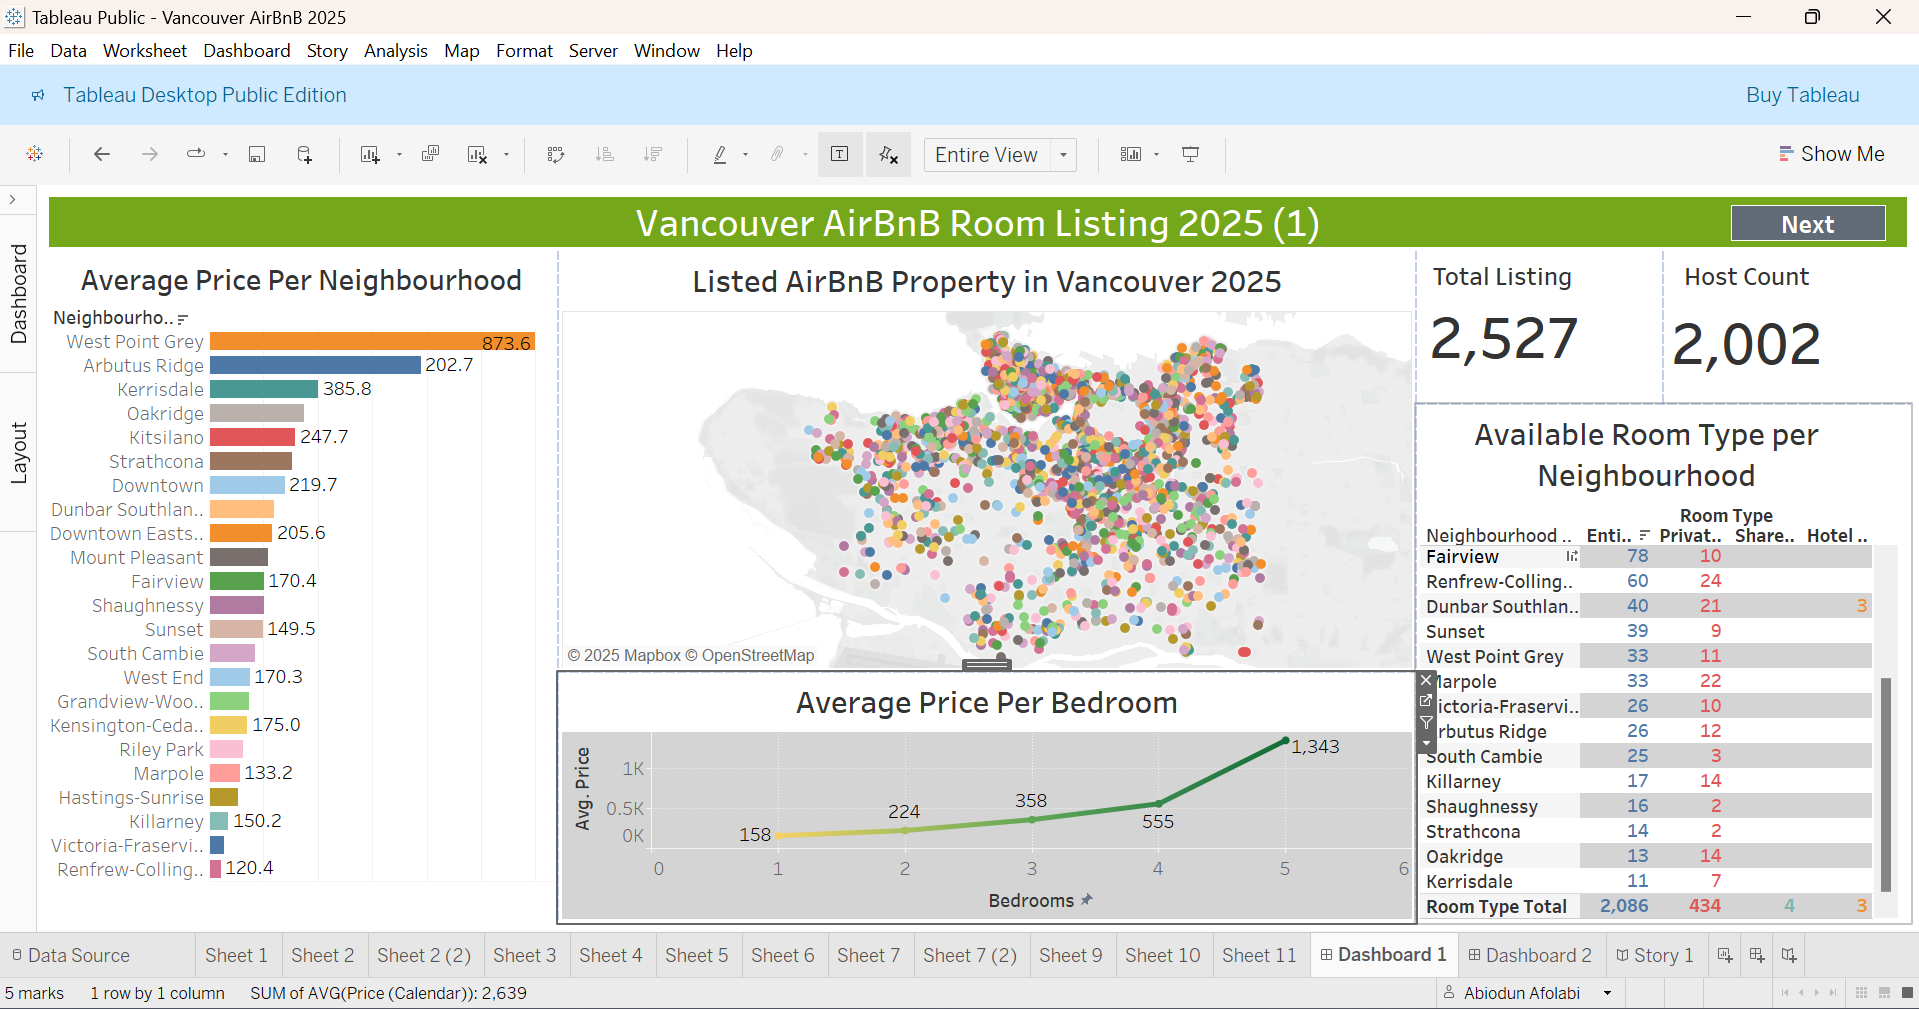 Tableau Public - Vancouver AirBnB 2025
File Data Worksheet Dashboard Story Analysis Map Format Server Window Help
Tableau Desktop Public Edition
Buy Tableau
Entire View
Show Me
Dashboard
Layout
Vancouver AirBnB Room Listing 2025 (1)
Next
Average Price Per Neighbourhood
Neighbourho..
West Point Grey 873.6
Arbutus Ridge 202.7
Kerrisdale 385.8
Oakridge
Kitsilano 247.7
Strathcona
Downtown 219.7
Dunbar Southlan..
Downtown Easts.. 205.6
Mount Pleasant
Fairview 170.4
Shaughnessy
Sunset 149.5
South Cambie
West End 170.3
Grandview-Woo..
Kensington-Ceda.. 175.0
Riley Park
Marpole 133.2
Hastings-Sunrise
Killarney 150.2
Victoria-Fraservi..
Renfrew-Colling.. 120.4
Listed AirBnB Property in Vancouver 2025
© 2025 Mapbox © OpenStreetMap
Average Price Per Bedroom
Avg. Price
1K
0.5K
0K
158
224
358
555
1,343
0 1 2 3 4 5 6
Bedrooms
Total Listing
2,527
Host Count
2,002
Available Room Type per
Neighbourhood
Room Type
Neighbourhood .. Enti.. Privat.. Share.. Hotel ..
Fairview 78 10
Renfrew-Colling.. 60 24
Dunbar Southlan.. 40 21 3
Sunset 39 9
West Point Grey 33 11
Marpole 33 22
ictoria-Fraservi.. 26 10
rbutus Ridge 26 12
South Cambie 25 3
Killarney 17 14
Shaughnessy 16 2
Strathcona 14 2
Oakridge 13 14
Kerrisdale 11 7
Room Type Total 2,086 434 4 3
Data Source Sheet 1 Sheet 2 Sheet 2 (2) Sheet 3 Sheet 4 Sheet 5 Sheet 6 Sheet 7 Sheet 7 (2) Sheet 9 Sheet 10 Sheet 11 Dashboard 1 Dashboard 2 Story 1
5 marks 1 row by 1 column SUM of AVG(Price (Calendar)): 2,639
Abiodun Afolabi